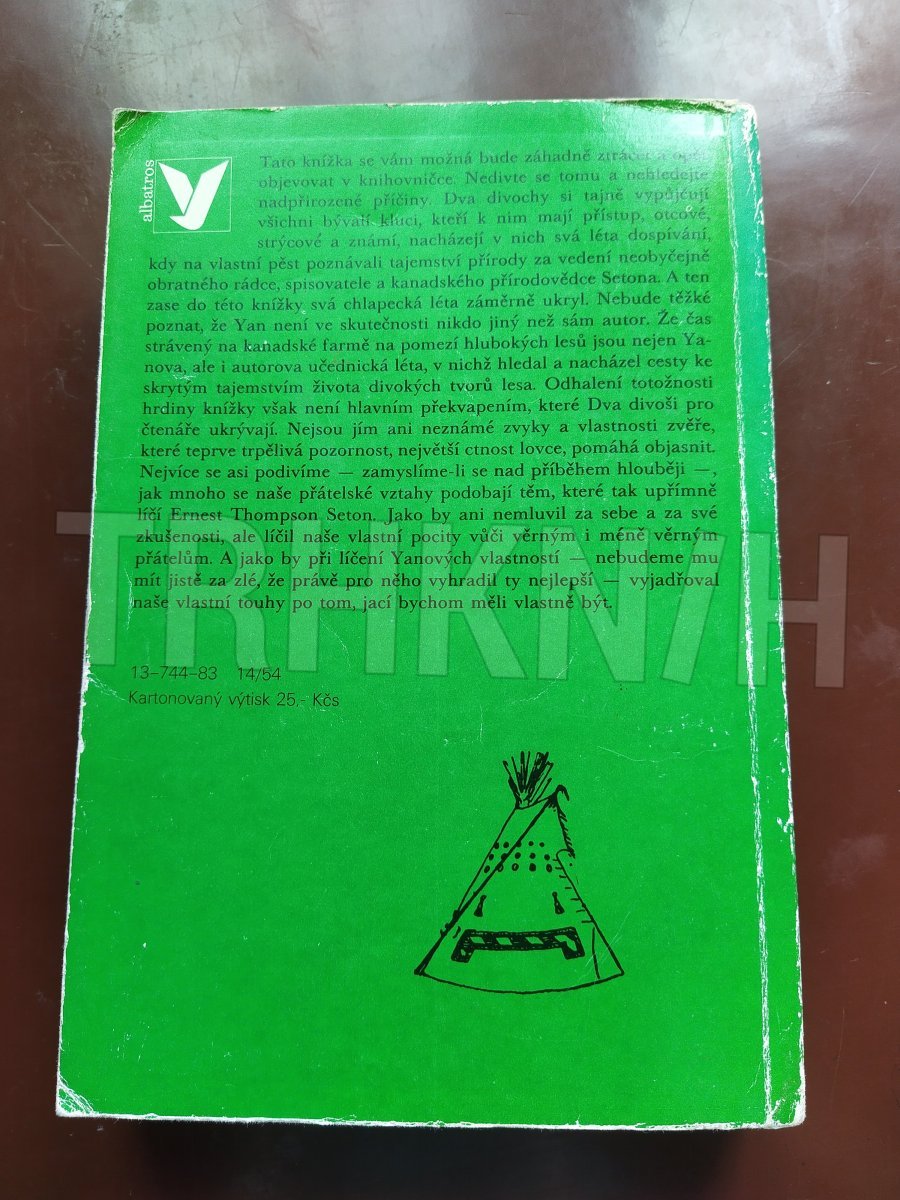 albatros
Tato knížka se vám možná bude záhadně ztrácet a opět
objevovat v knihovničce. Nedivte se tomu a nehledejte
nadpřirozené příčiny. Dva divochy si tajně vypůjčují
všichni bývalí kluci, kteří k nim mají přístup, otcové,
strýcové a známí, nacházejí v nich svá léta dospívání,
kdy na vlastní pěst poznávali tajemství přírody za vedení neobyčejně
obratného rádce, spisovatele a kanadského přírodovědce Setona. A ten
zase do této knížky svá chlapecká léta záměrně ukryl. Nebude těžké
poznat, že Yan není ve skutečnosti nikdo jiný než sám autor. Že čas
strávený na kanadské farmě na pomezí hlubokých lesů jsou nejen Ya-
nova, ale i autorova učednická léta, v nichž hledal a nacházel cesty ke
skrytým tajemstvím života divokých tvorů lesa. Odhalení totožnosti
hrdiny knížky však není hlavním překvapením, které Dva divoši pro
čtenáře ukrývají. Nejsou jím ani neznámé zvyky a vlastnosti zvěře,
které teprve trpělivá pozornost, největší ctnost lovce, pomáhá objasnit.
Nejvíce se asi podivíme — zamyslíme-li se nad příběhem hlouběji —,
jak mnoho se naše přátelské vztahy podobají těm, které tak upřímně
líčí Ernest Thompson Seton. Jako by ani nemluvil za sebe a za své
zkušenosti, ale líčil naše vlastní pocity vůči věrným i méně věrným
přátelům. A jako by při líčení Yanových vlastností — nebudeme mu
mít jistě za zlé, že právě pro něho vyhradil ty nejlepší — vyjadřoval
naše vlastní touhy po tom, jací bychom měli vlastně být.
TRHKNIH
13-744-83 14/54
Kartonovaný výtisk 25,- Kčs